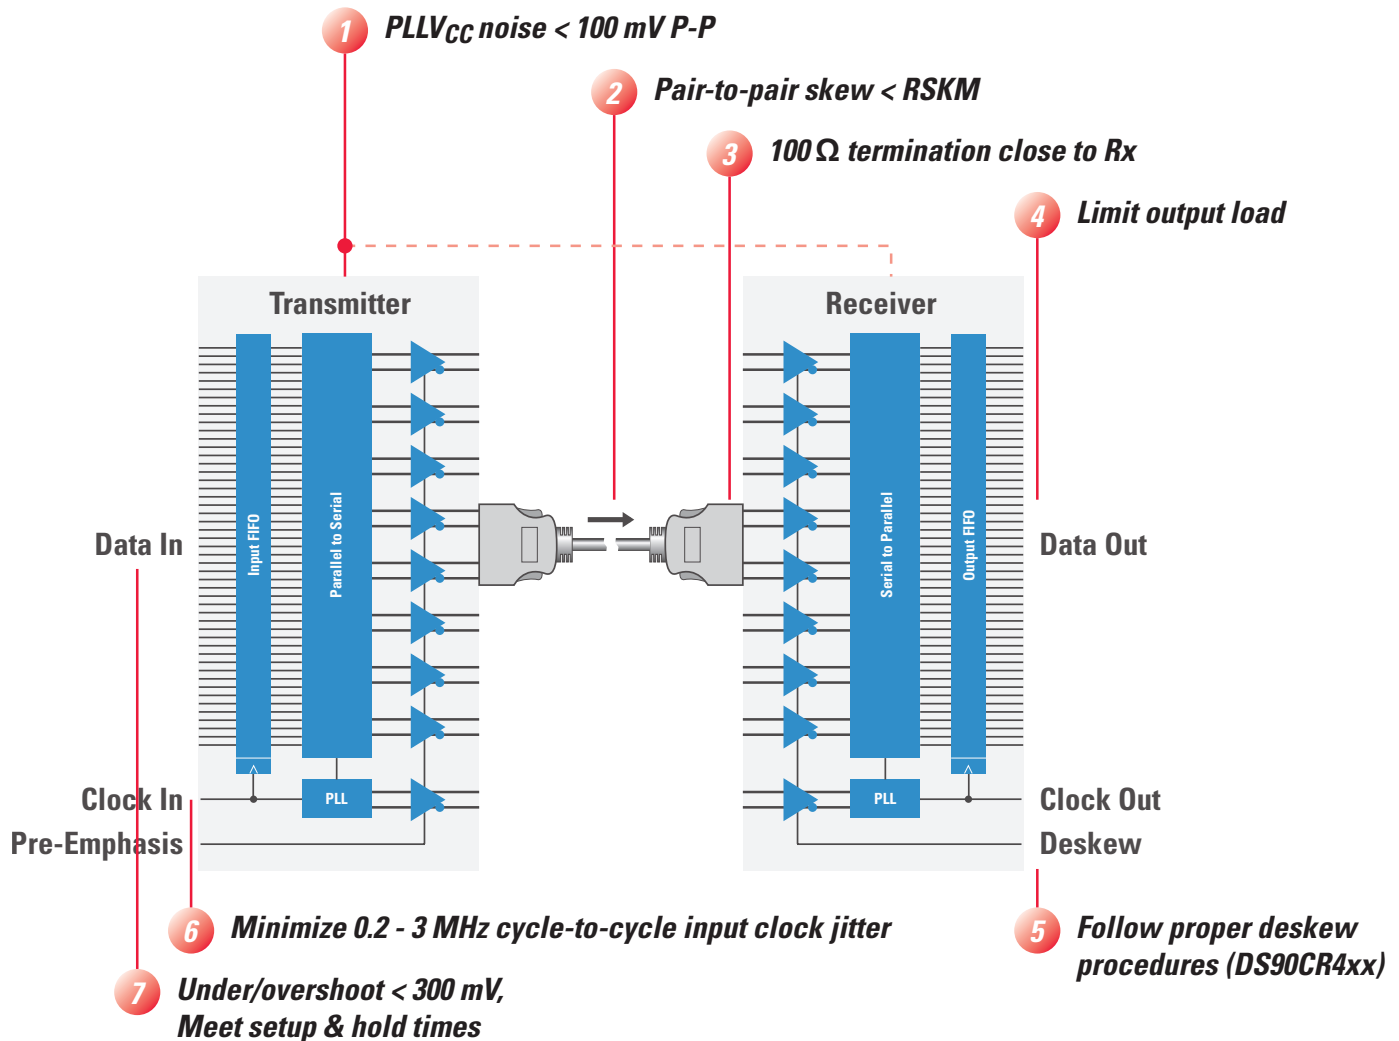 1 PLLVCC noise < 100 mV P-P
2 Pair-to-pair skew < RSKM
3 100 Ω termination close to Rx
4 Limit output load
Transmitter
Receiver
Input FIFO
Parallel to Serial
Serial to Parallel
Output FIFO
Data In
Data Out
Clock In
PLL
PLL
Clock Out
Pre-Emphasis
Deskew
6 Minimize 0.2 - 3 MHz cycle-to-cycle input clock jitter
5 Follow proper deskew
procedures (DS90CR4xx)
7 Under/overshoot < 300 mV,
Meet setup & hold times